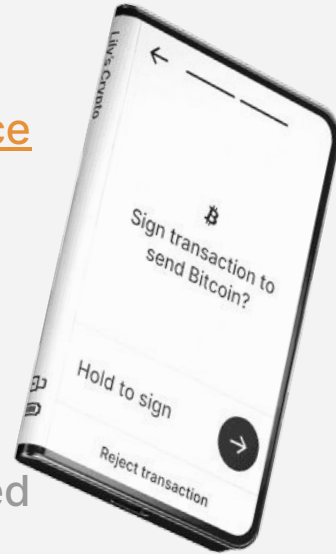 Lily's Crypto
ce
Sign transaction to
send Bitcoin?
Hold to sign
Reject transaction
ed